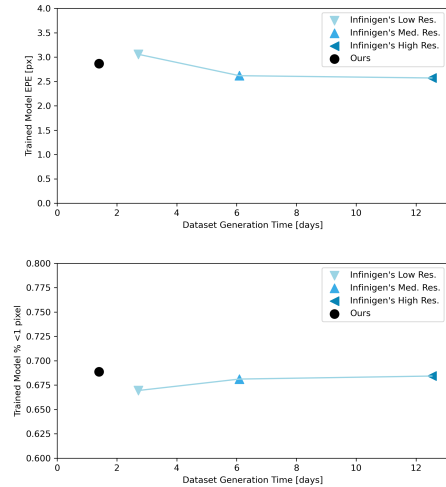 4.0
3.5
3.0
2.5
2.0
1.5
1.0
0.5
0.0
Trained Model EPE [px]
Infinigen's Low Res.
Infinigen's Med. Res.
Infinigen's High Res.
Ours
0 2 4 6 8 10 12
Dataset Generation Time [days]
0.800
0.775
0.750
0.725
0.700
0.675
0.650
0.625
0.600
Trained Model % <1 pixel
Infinigen's Low Res.
Infinigen's Med. Res.
Infinigen's High Res.
Ours
0 2 4 6 8 10 12
Dataset Generation Time [days]